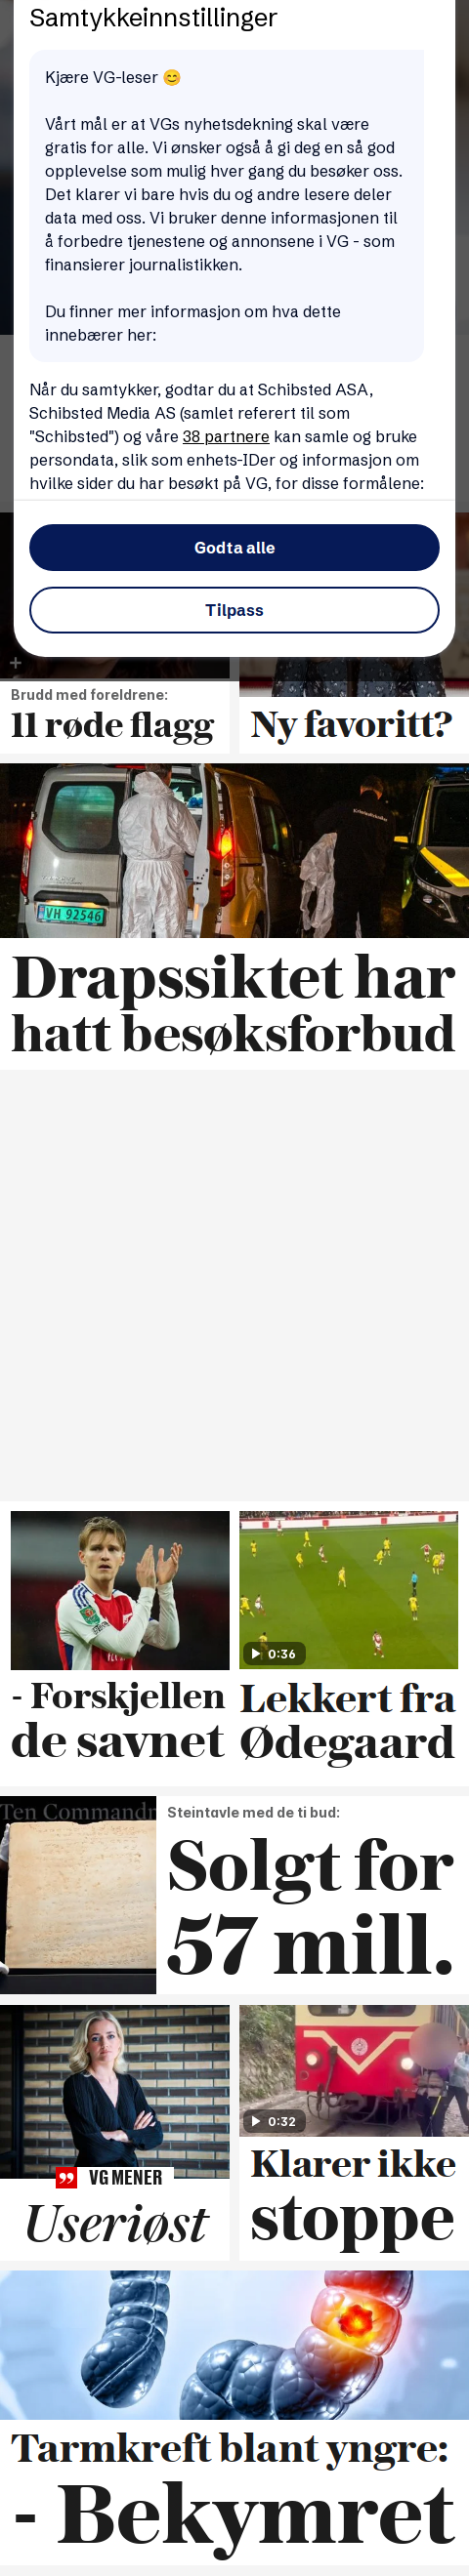 Samtykkeinnstillinger
Kjære VG-leser 😊
Vårt mål er at VGs nyhetsdekning skal være
gratis for alle. Vi ønsker også å gi deg en så god
opplevelse som mulig hver gang du besøker oss.
Det klarer vi bare hvis du og andre lesere deler
data med oss. Vi bruker denne informasjonen til
å forbedre tjenestene og annonsene i VG - som
finansierer journalistikken.
Du finner mer informasjon om hva dette
innebærer her:
Når du samtykker, godtar du at Schibsted ASA,
Schibsted Media AS (samlet referert til som
"Schibsted") og våre 38 partnere kan samle og bruke
persondata, slik som enhets-IDer og informasjon om
hvilke sider du har besøkt på VG, for disse formålene:
Godta alle
Tilpass
Brudd med foreldrene:
11 røde flagg
Ny favoritt?
VH 92546
Drapssiktet har
hatt besøksforbud
- Forskjellen
de savnet
0:36
Lekkert fra
Ødegaard
Ten Commandm
Steintavle med de ti bud:
Solgt for
57 mill.
VG MENER
Useriøst
0:32
Klarer ikke
stoppe
Tarmkreft blant yngre:
- Bekymret